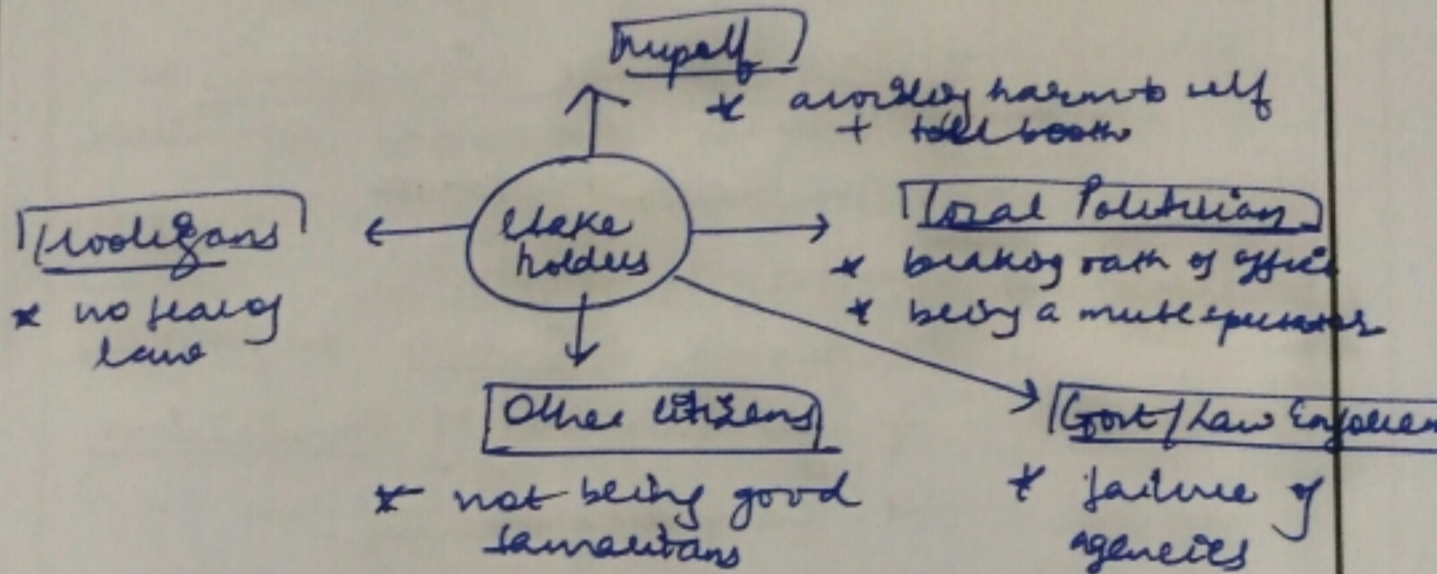 Myself
* avoiding harm to self
+ toll booth
Stake
holders
Local Politician
* breaking oath of office
* being a mute spectator
Hooligans
* no fear of
law
Other Citizens
* not being good
samaritans
Govt/Law
* failure of
agencies